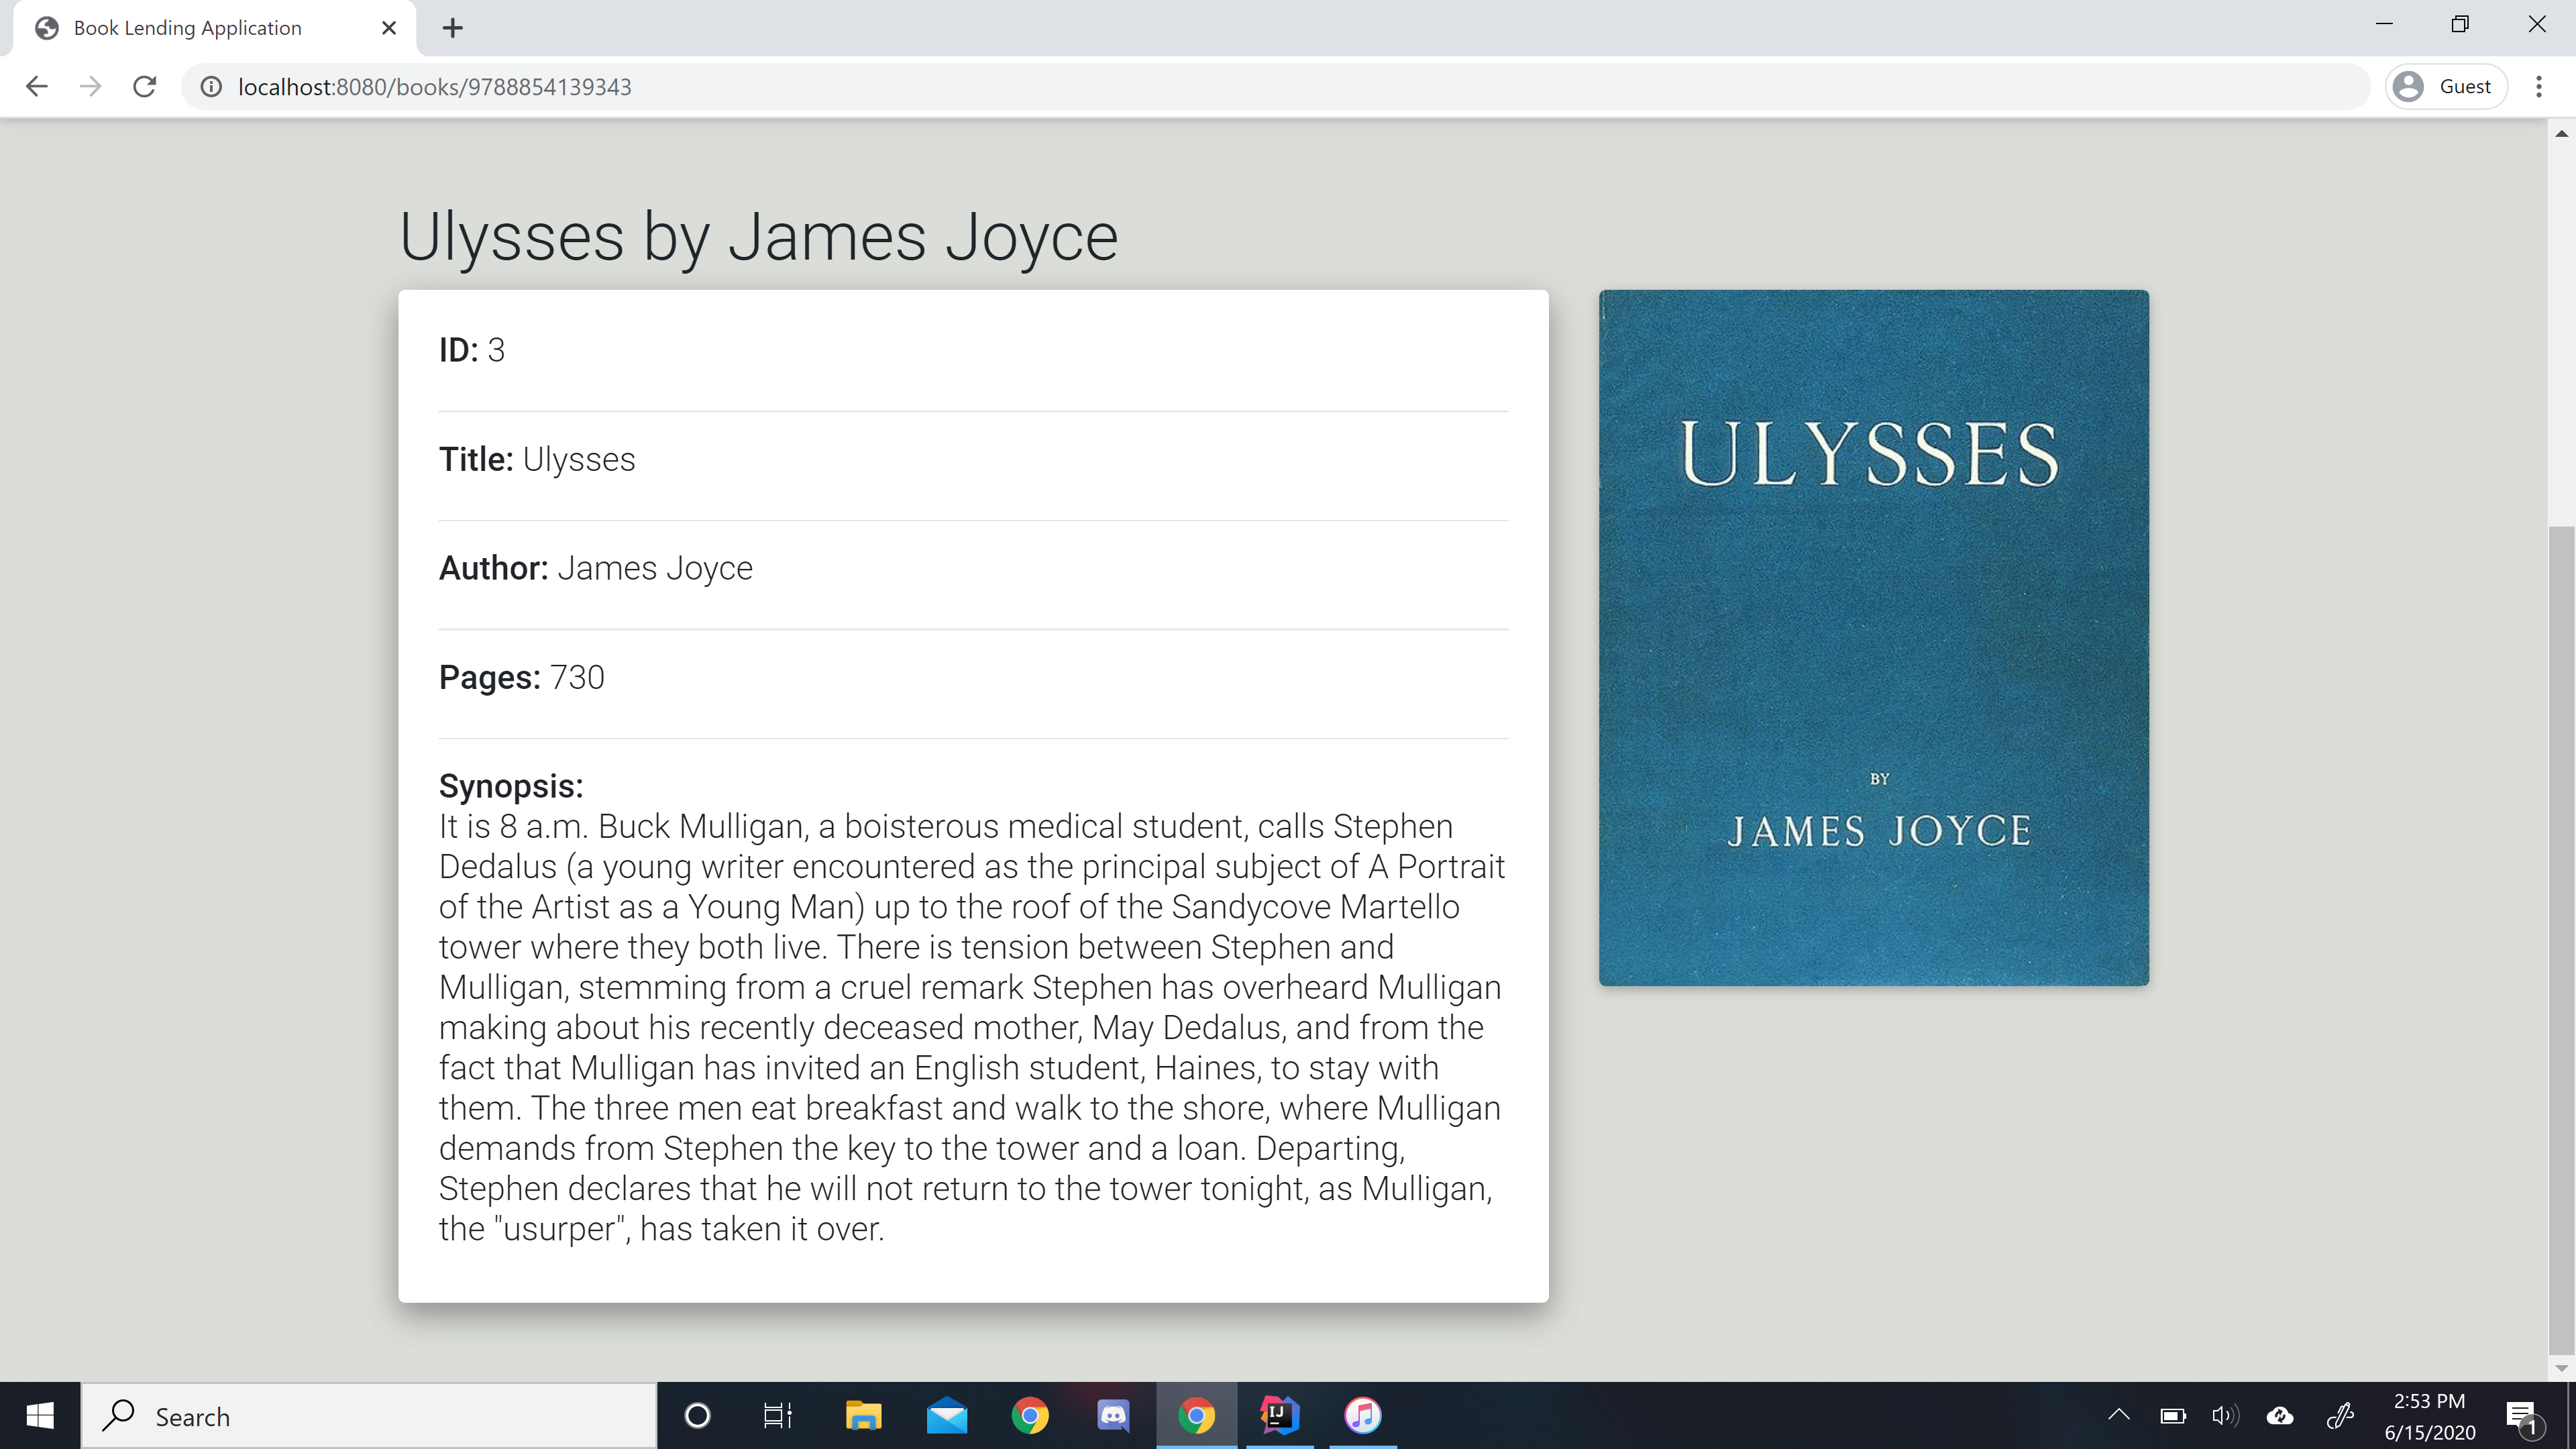 Book Lending Application
localhost:8080/books/9788854139343
Guest
Ulysses by James Joyce
ID: 3
Title: Ulysses
Author: James Joyce
Pages: 730
Synopsis:
It is 8 a.m. Buck Mulligan, a boisterous medical student, calls Stephen
Dedalus (a young writer encountered as the principal subject of A Portrait
of the Artist as a Young Man) up to the roof of the Sandycove Martello
tower where they both live. There is tension between Stephen and
Mulligan, stemming from a cruel remark Stephen has overheard Mulligan
making about his recently deceased mother, May Dedalus, and from the
fact that Mulligan has invited an English student, Haines, to stay with
them. The three men eat breakfast and walk to the shore, where Mulligan
demands from Stephen the key to the tower and a loan. Departing,
Stephen declares that he will not return to the tower tonight, as Mulligan,
the "usurper", has taken it over.
ULYSSES
BY
JAMES JOYCE
Search
IJ
2:53 PM
6/15/2020
1